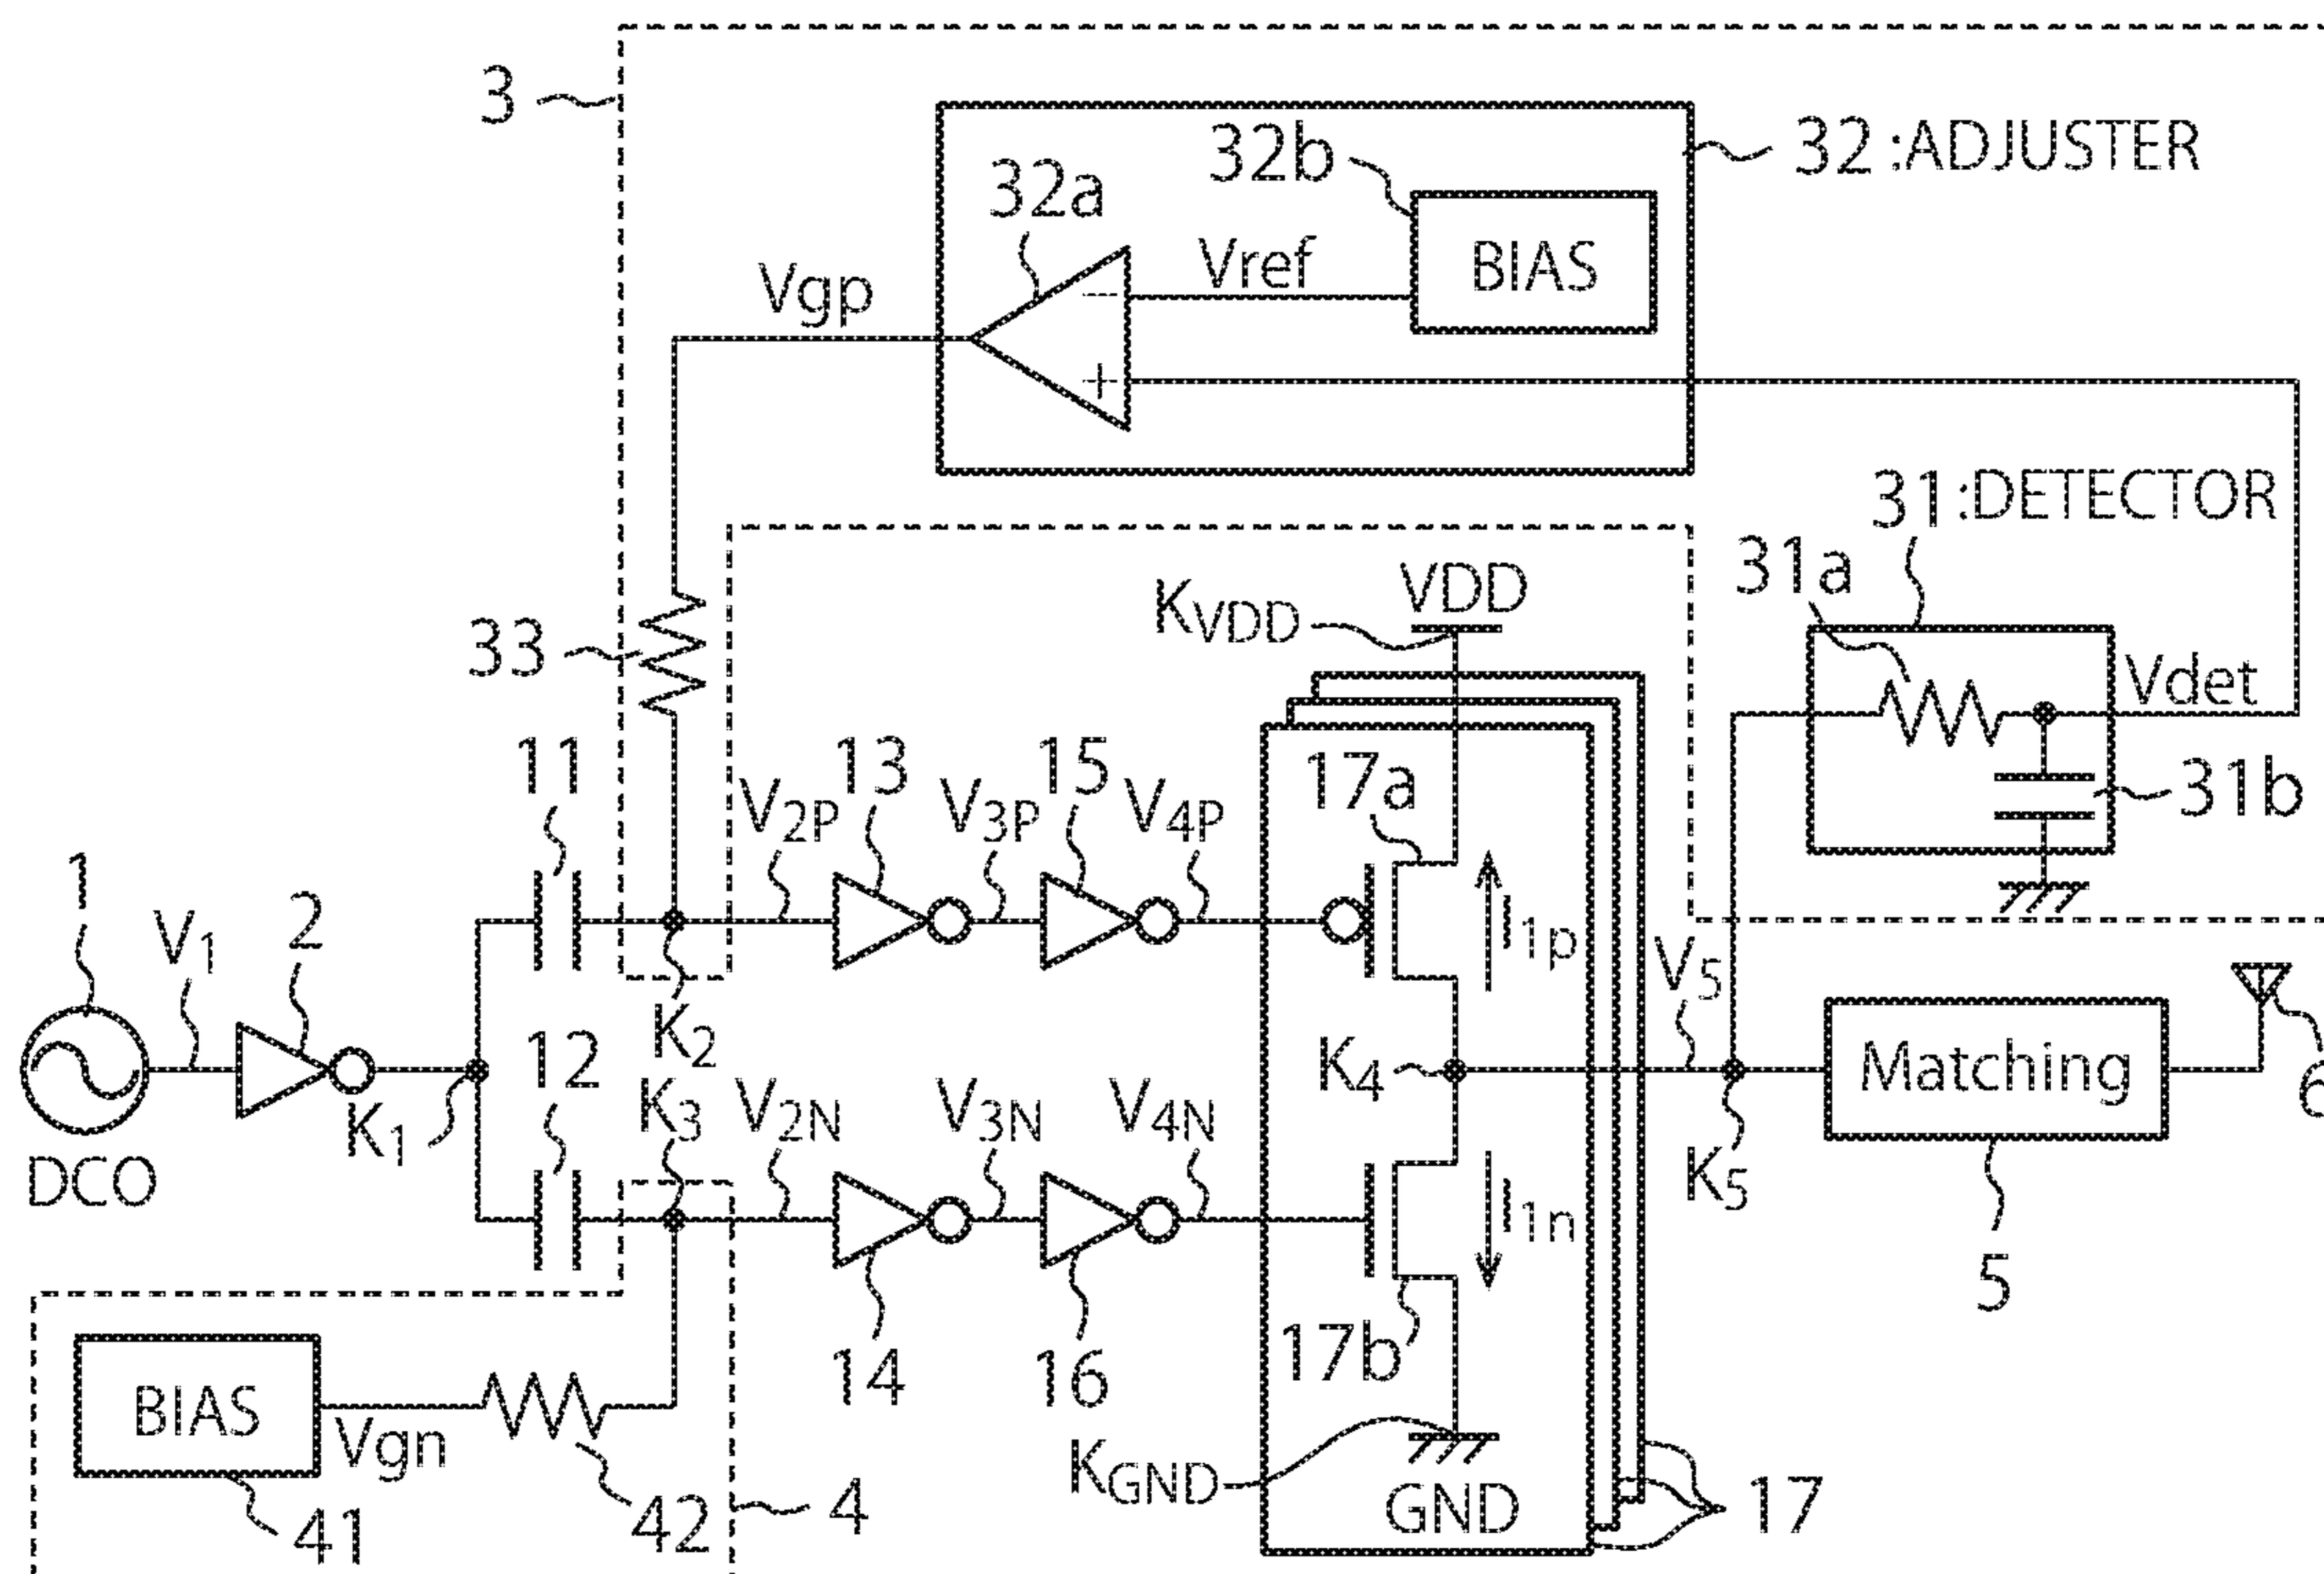 3
32b
32 :ADJUSTER
32a
Vref
BIAS
Vgp
−
+
31 :DETECTOR
31a
VDD
KVDD
33
Vdet
11
13
15
17a
31b
V2P
V3P
V4P
1
V1
2
I1p
V5
K2
12
K4
Matching
6
K1
K3
V2N
V3N
V4N
K5
DCO
I1n
5
14
16
17b
BIAS
Vgn
KGND
GND
41
42
4
17